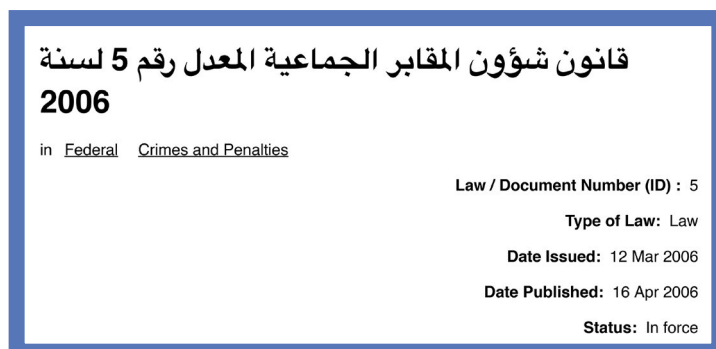 قانون شؤون المقابر الجماعية المعدل رقم 5 لسنة
2006
in Federal Crimes and Penalties
Law / Document Number (ID) : 5
Type of Law: Law
Date Issued: 12 Mar 2006
Date Published: 16 Apr 2006
Status: In force